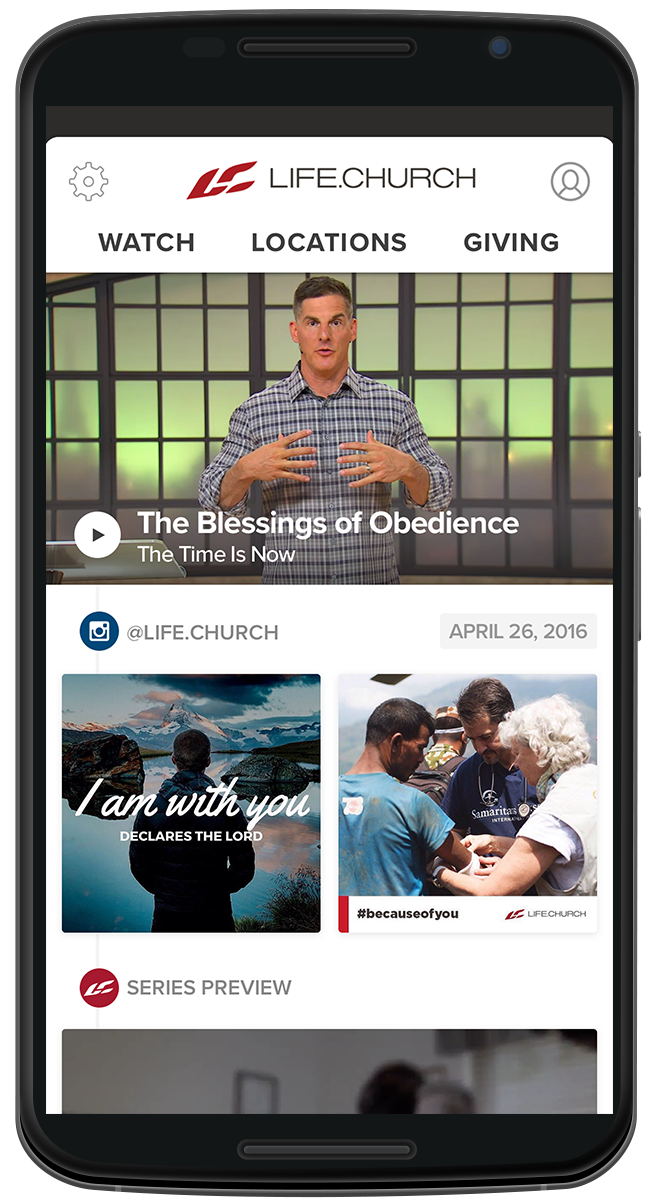 LIFE.CHURCH
WATCH LOCATIONS GIVING
The Blessings of Obedience
The Time Is Now
@LIFE.CHURCH APRIL 26, 2016
I am with you
DECLARES THE LORD
Samaritan's
INTERNATIONAL
#becauseofyou LIFE.CHURCH
SERIES PREVIEW